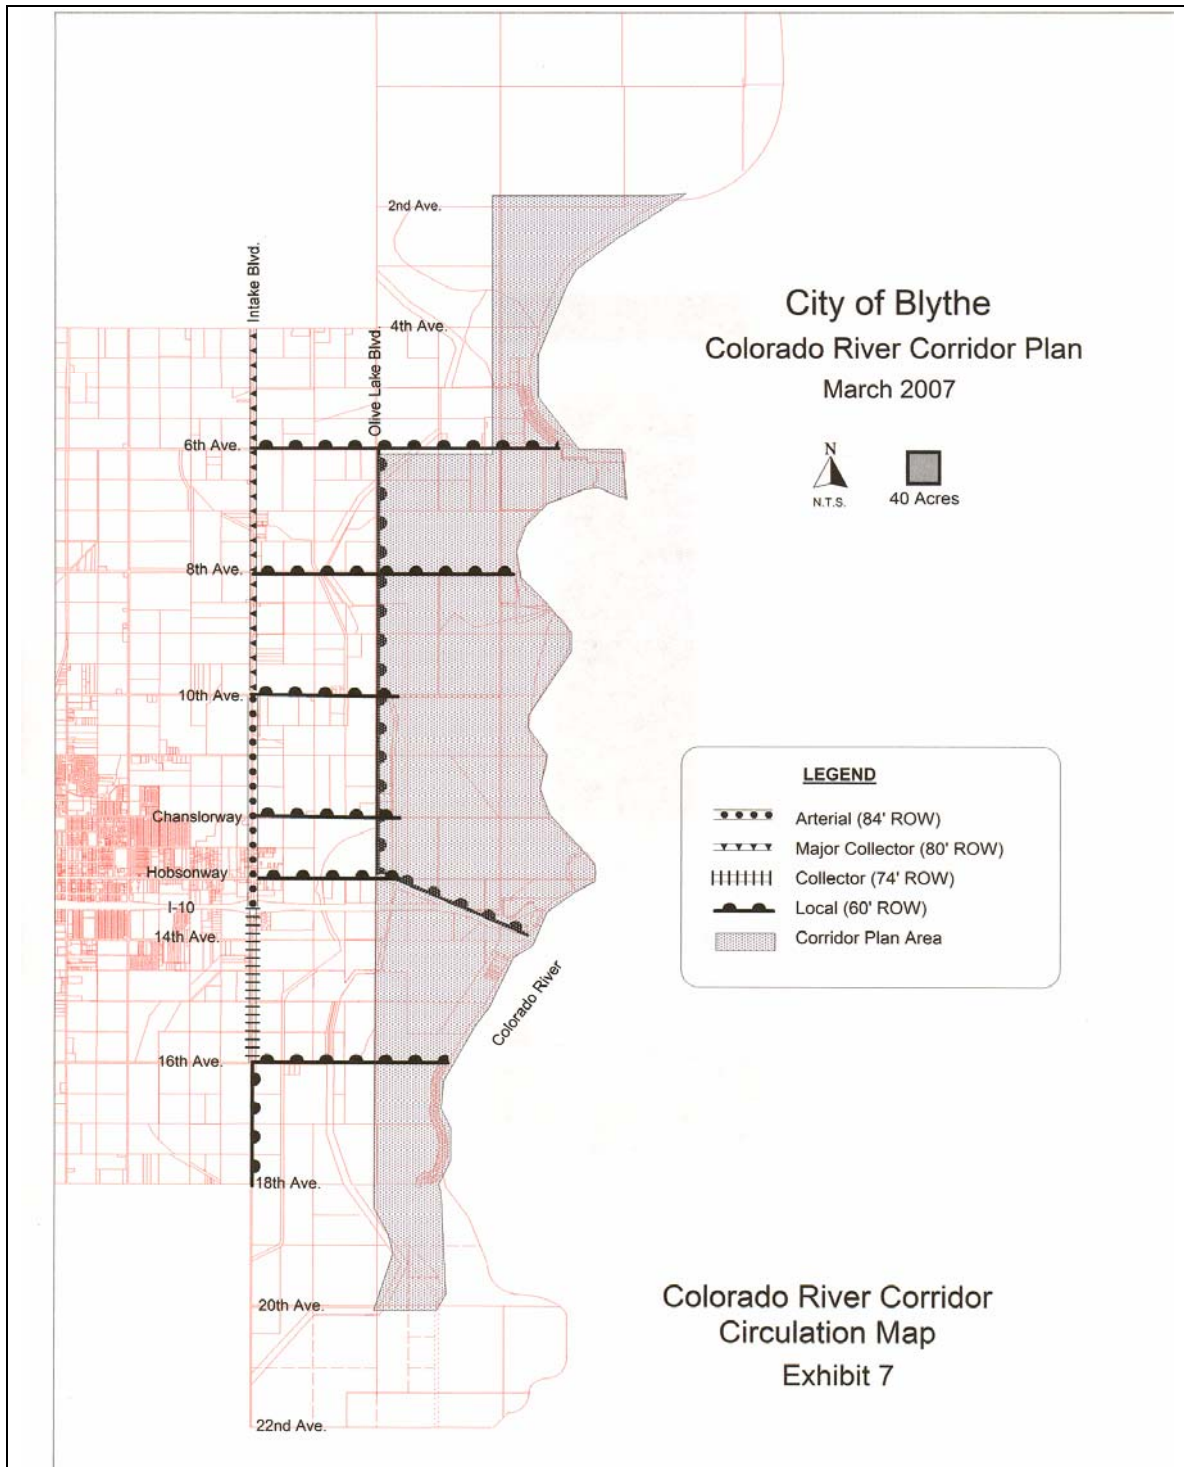 2nd Ave.
Intake Blvd.
4th Ave.
Olive Lake Blvd.
City of Blythe
Colorado River Corridor Plan
March 2007
6th Ave.
N
N.T.S.
40 Acres
8th Ave.
10th Ave.
LEGEND
Arterial (84' ROW)
Major Collector (80' ROW)
Collector (74' ROW)
Local (60' ROW)
Corridor Plan Area
Chanslorway
Hobsonway
I-10
14th Ave.
Colorado River
16th Ave.
18th Ave.
20th Ave.
Colorado River Corridor
Circulation Map
Exhibit 7
22nd Ave.